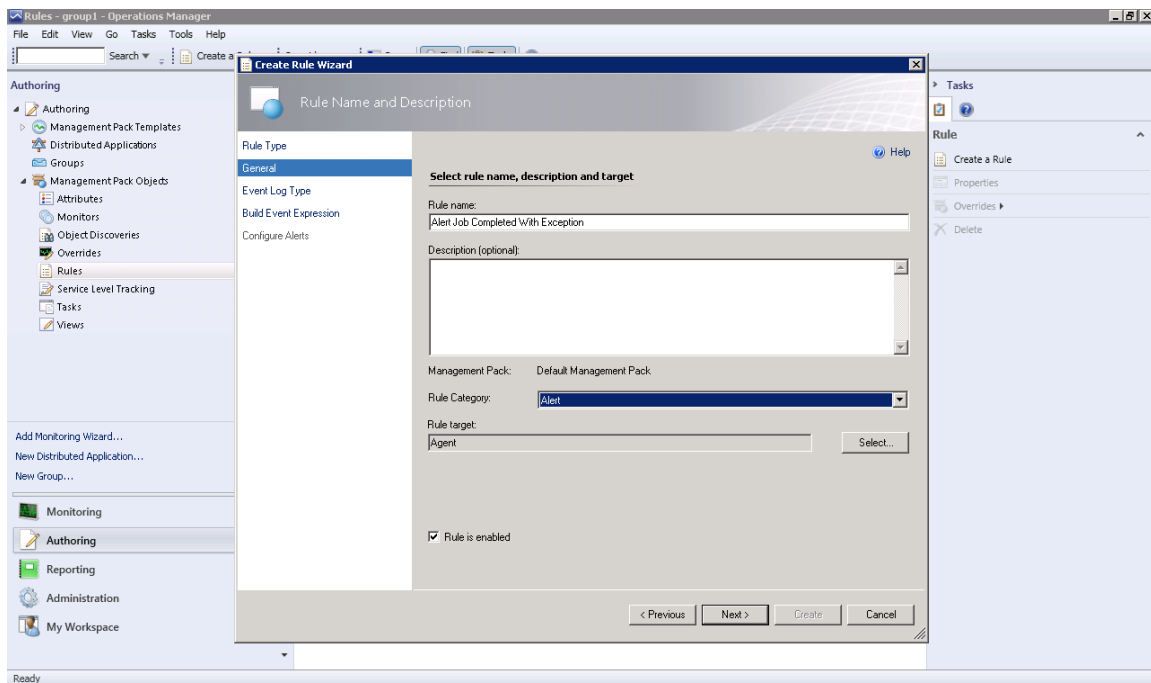 Rules - group1 - Operations Manager
File Edit View Go Tasks Tools Help
Search
Create a
Authoring
Authoring
Management Pack Templates
Distributed Applications
Groups
Management Pack Objects
Attributes
Monitors
Object Discoveries
Overrides
Rules
Service Level Tracking
Tasks
Views
Add Monitoring Wizard...
New Distributed Application...
New Group...
Monitoring
Authoring
Reporting
Administration
My Workspace
Ready
Create Rule Wizard
Rule Name and Description
Rule Type
General
Event Log Type
Build Event Expression
Configure Alerts
Help
Select rule name, description and target
Rule name:
Alert Job Completed With Exception
Description (optional):
Management Pack: Default Management Pack
Rule Category: Alert
Rule target:
Agent
Select...
Rule is enabled
< Previous
Next >
Create
Cancel
Tasks
Rule
Create a Rule
Properties
Overrides
Delete